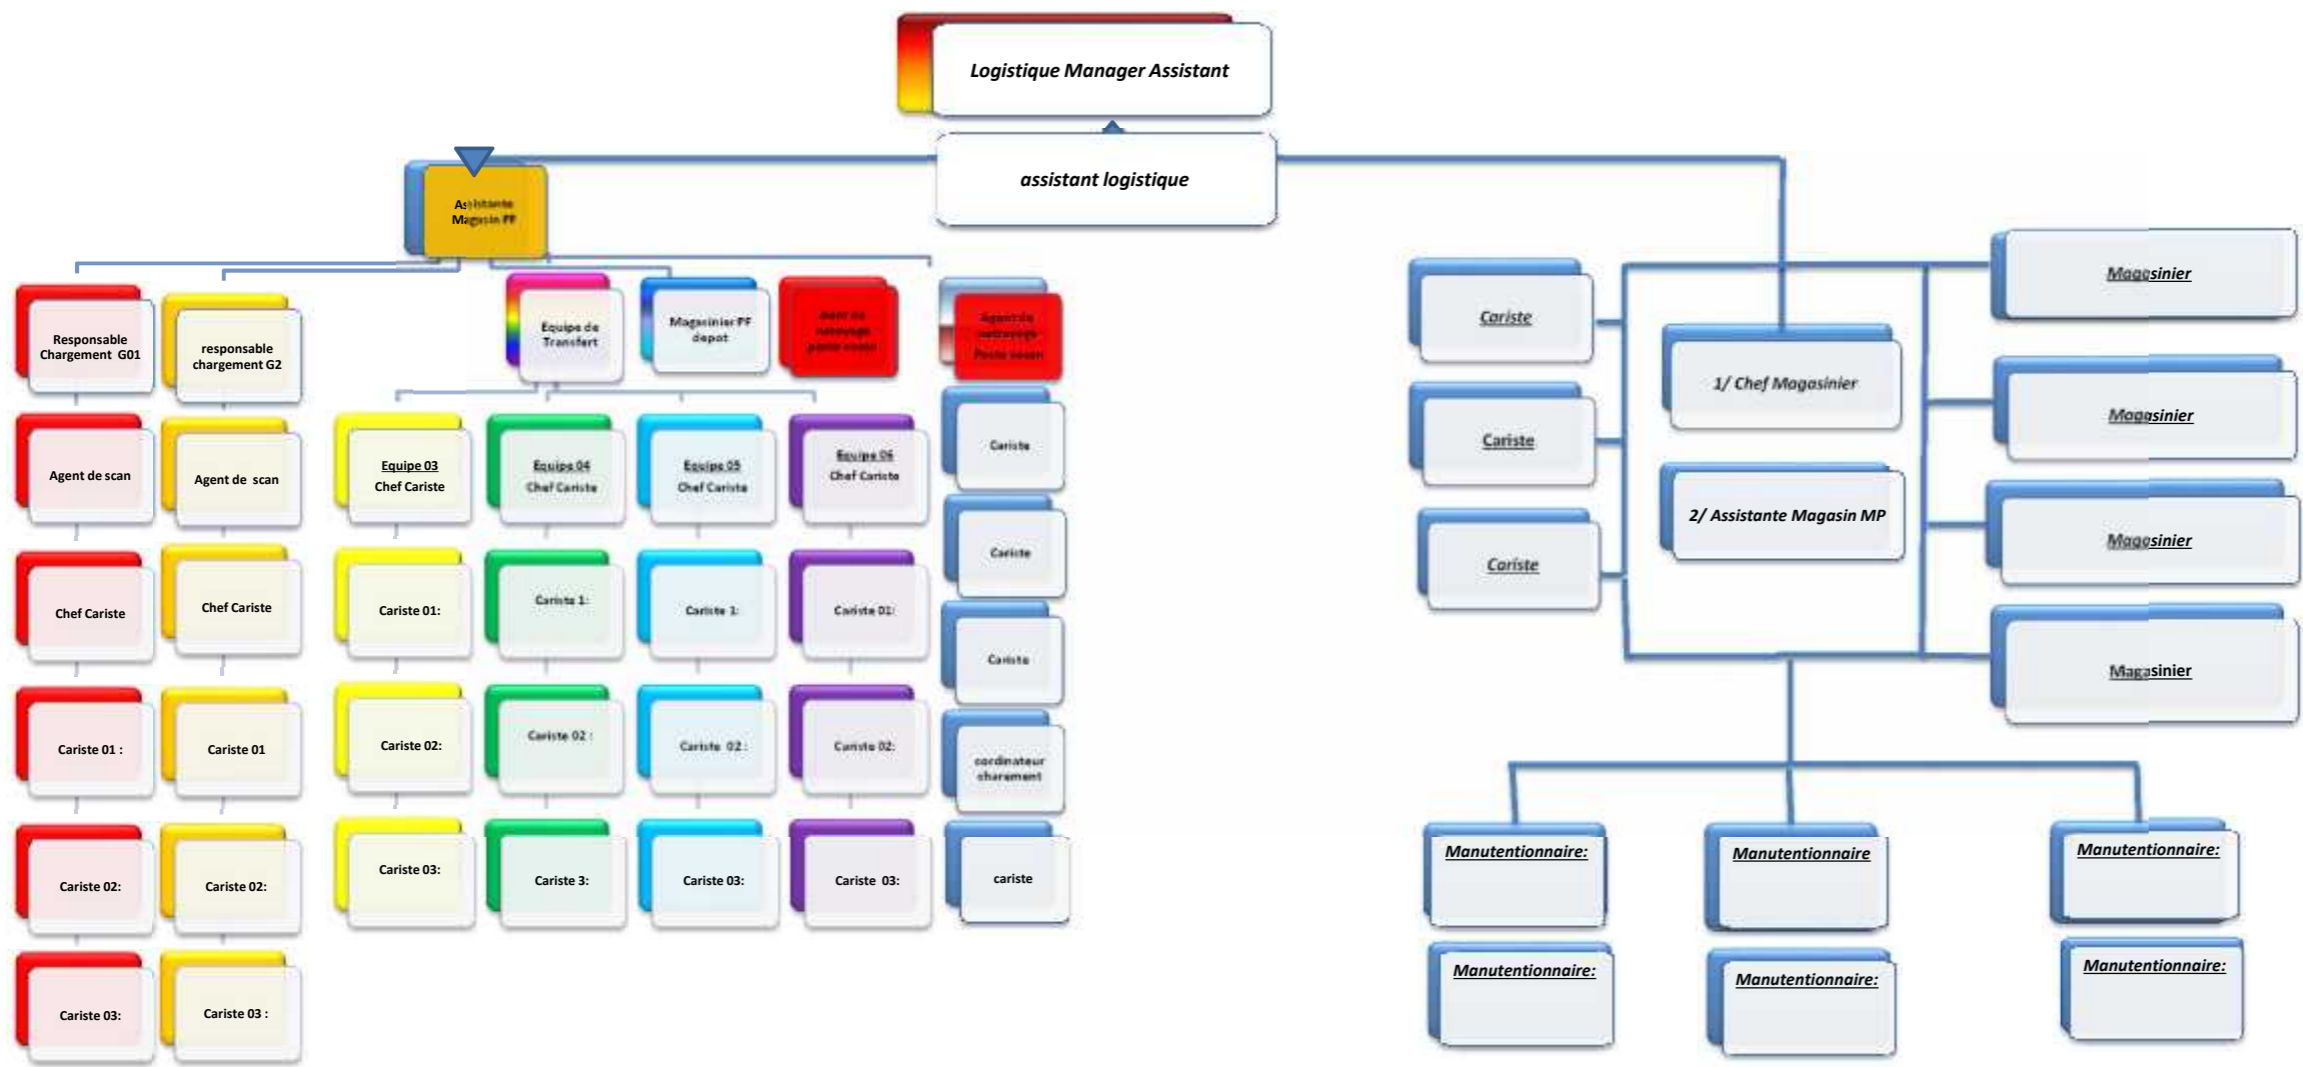 Logistique Manager Assistant
assistant logistique
Assistante
Magasin PF
Responsable
Chargement G01
responsable
chargement G2
Equipe de
Transfert
Magasinier PF
depot
nettoyage
Agent de
nettoyage
Agent de scan
Agent de scan
Equipe 03
Chef Cariste
Equipe 04
Chef Cariste
Equipe 05
Chef Cariste
Equipe 06
Chef Cariste
Cariste
Chef Cariste
Chef Cariste
Cariste 01:
Cariste 1:
Cariste 1:
Cariste 01:
Cariste
Cariste
Cariste 01 :
Cariste 01
Cariste 02:
Cariste 02 :
Cariste 02 :
Cariste 02:
cordinateur
charement
Cariste 02:
Cariste 02:
Cariste 03:
Cariste 3:
Cariste 03:
Cariste 03:
cariste
Cariste 03:
Cariste 03 :
Cariste
Cariste
Cariste
1/ Chef Magasinier
2/ Assistante Magasin MP
Magasinier
Magasinier
Magasinier
Magasinier
Manutentionnaire:
Manutentionnaire
Manutentionnaire:
Manutentionnaire:
Manutentionnaire:
Manutentionnaire: